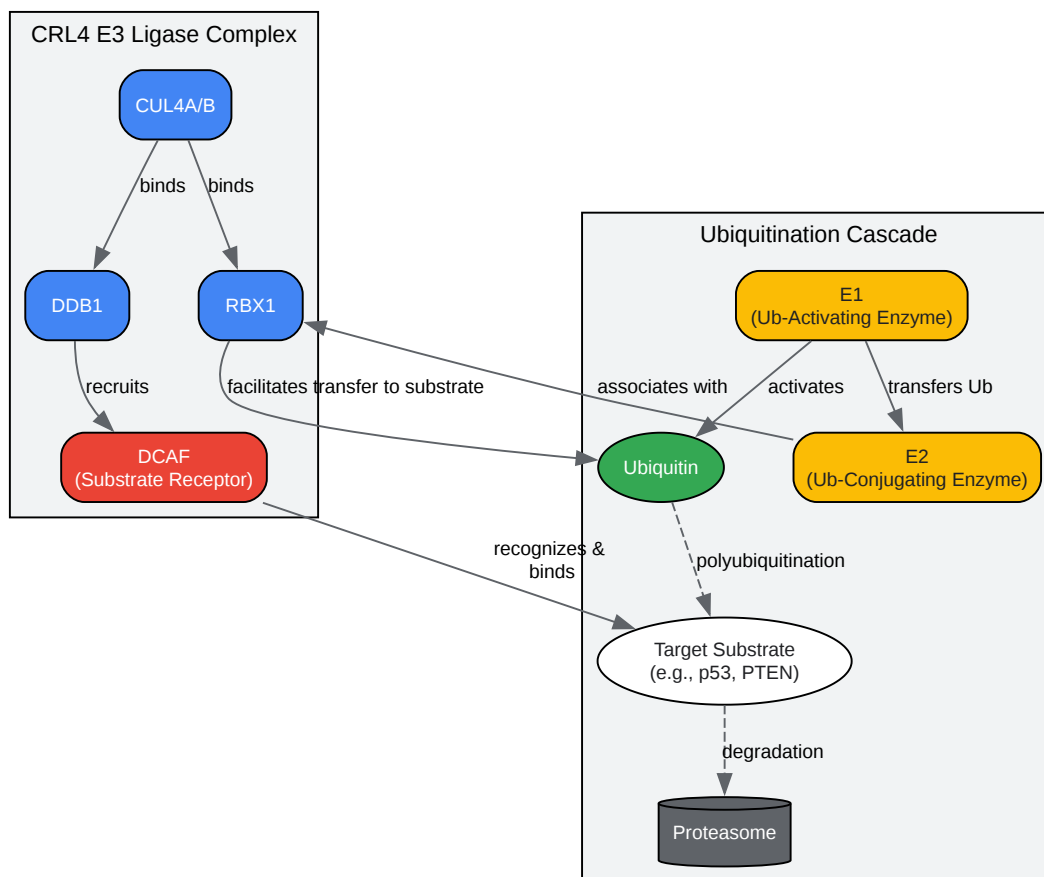 CRL4 E3 Ligase Complex
CUL4A/B
binds
binds
DDB1
RBX1
recruits
facilitates transfer to substrate
DCAF
(Substrate Receptor)
Ubiquitination Cascade
E1
(Ub-Activating Enzyme)
associates with
activates
transfers Ub
Ubiquitin
E2
(Ub-Conjugating Enzyme)
recognizes &
binds
polyubiquitination
Target Substrate
(e.g., p53, PTEN)
degradation
Proteasome